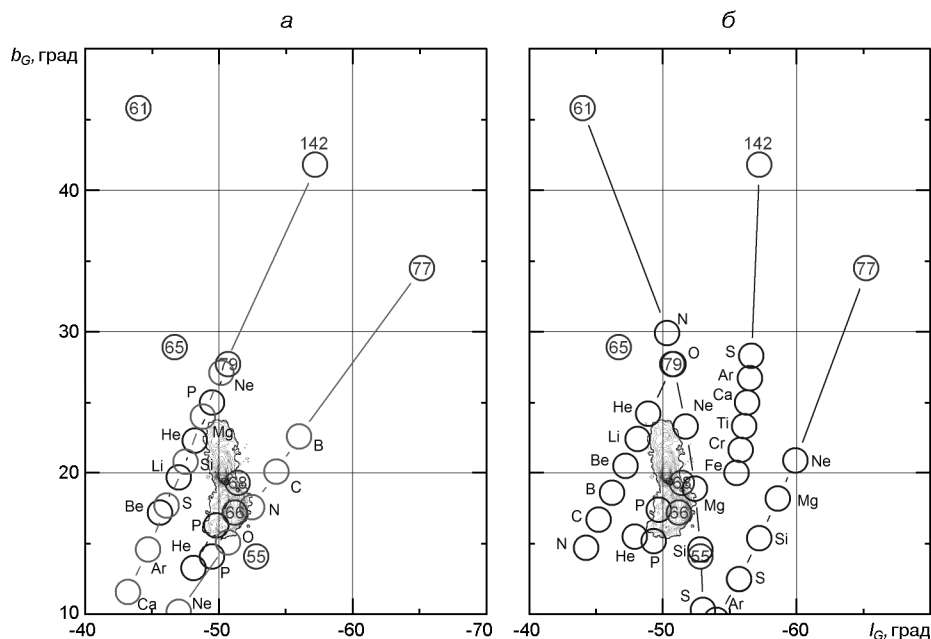 а
б
b_G, град
61
142
77
65
79
Ne
P
Mg
He
B
Si
C
Li
68
S
N
Be
66
P
O
55
Ar
He
P
Ca
Ne
40
30
20
10
-40
-50
-60
-70
61
142
77
N
65
O
79
S
Ar
He
Ne
Ca
Li
Ti
Cr
Be
Fe
Ne
68
B
Mg
Mg
P
66
C
N
He
P
Si
55
Si
S
S
Ar
-40
-50
-60
l_G, град